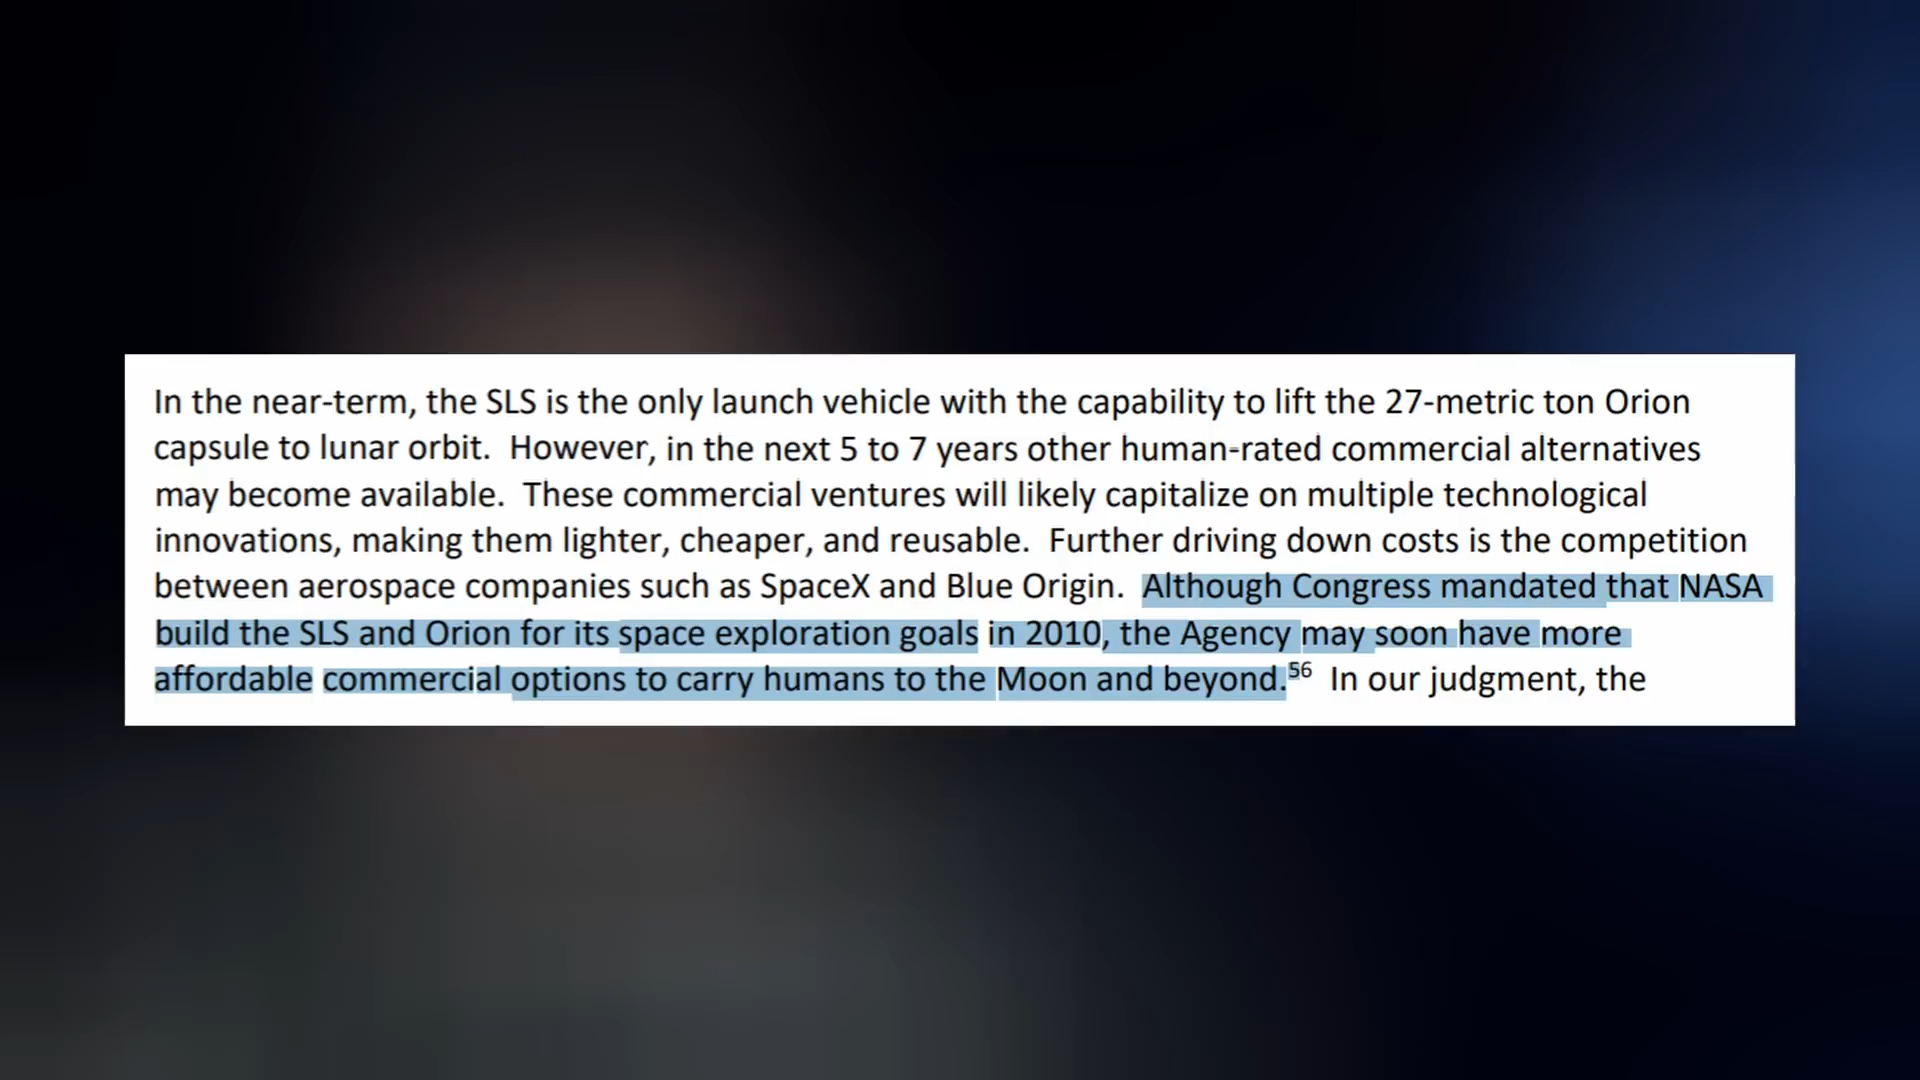 In the near-term, the SLS is the only launch vehicle with the capability to lift the 27-metric ton Orion
capsule to lunar orbit.  However, in the next 5 to 7 years other human-rated commercial alternatives
may become available.  These commercial ventures will likely capitalize on multiple technological
innovations, making them lighter, cheaper, and reusable.  Further driving down costs is the competition
between aerospace companies such as SpaceX and Blue Origin.  Although Congress mandated that NASA
build the SLS and Orion for its space exploration goals in 2010, the Agency may soon have more
affordable commercial options to carry humans to the Moon and beyond.56  In our judgment, the